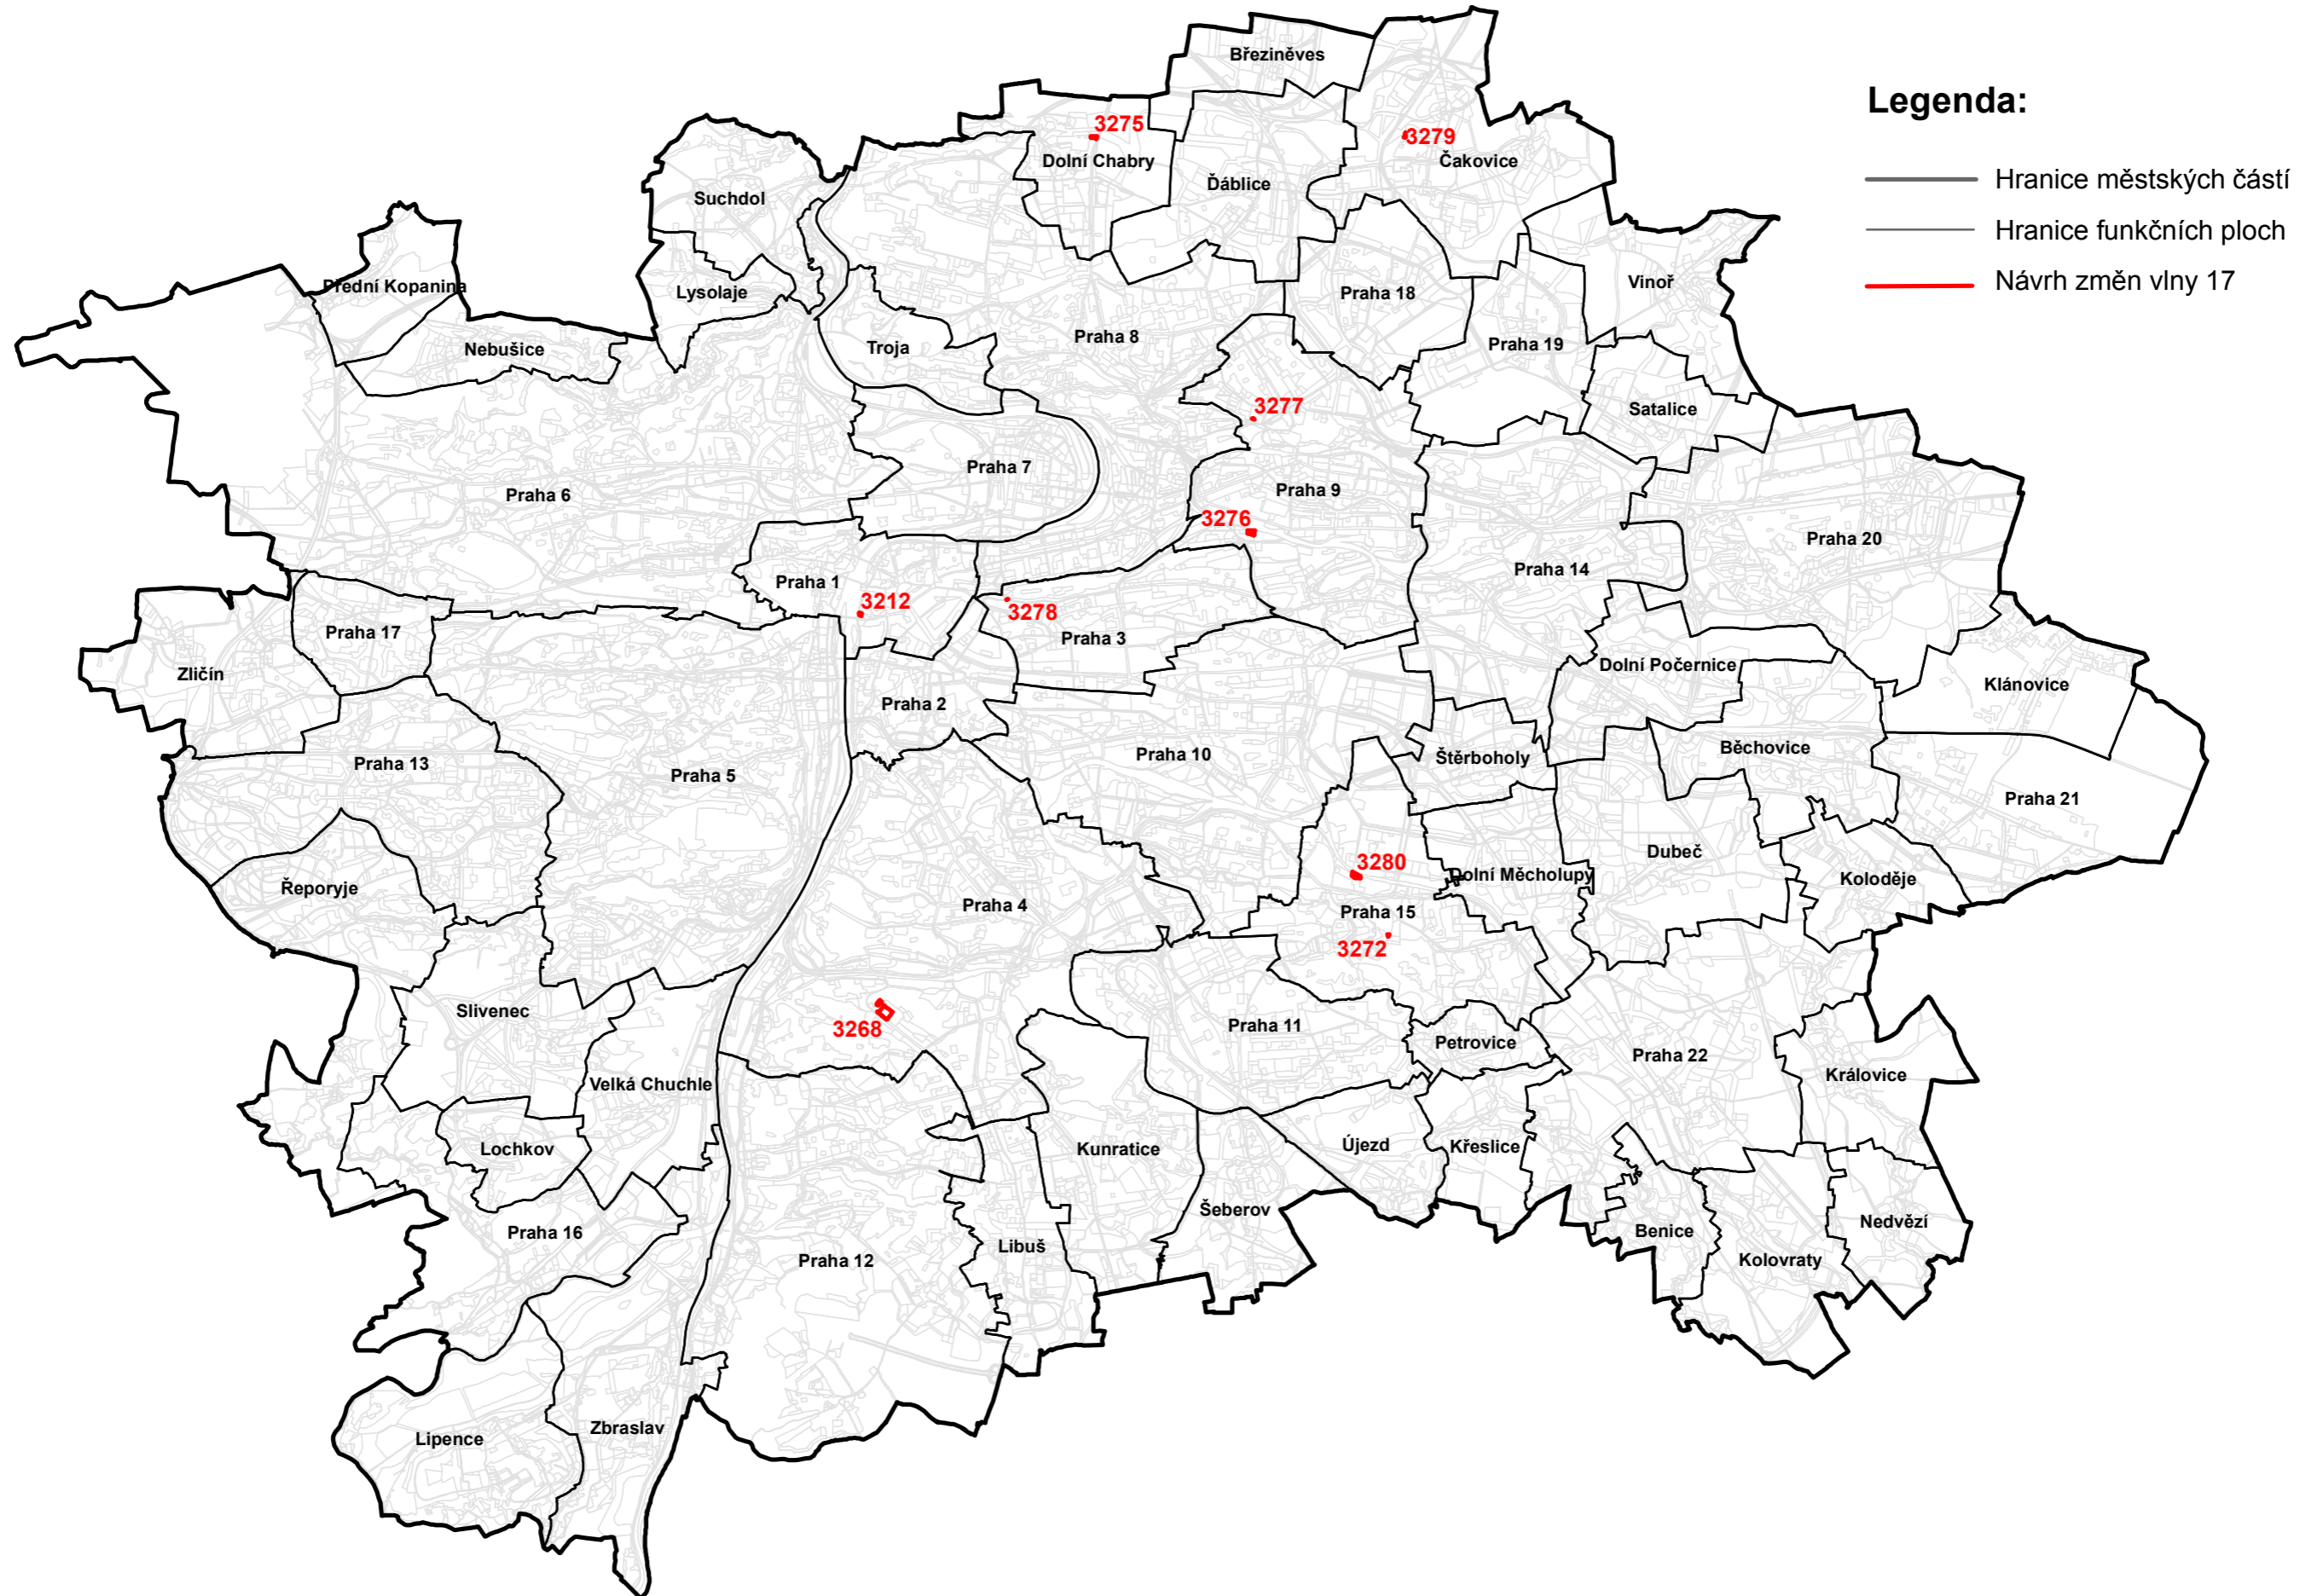 Březiněves
Legenda:
3275
3279
Dolní Chabry
Čakovice
Ďáblice
Hranice městských částí
Suchdol
Hranice funkčních ploch
Přední Kopanina
Lysolaje
Praha 18
Vinoř
Návrh změn vlny 17
Nebušice
Troja
Praha 8
Praha 19
3277
Satalice
Praha 7
Praha 6
Praha 9
3276
Praha 20
Praha 1
Praha 14
3212
3278
Praha 17
Praha 3
Zličín
Dolní Počernice
Klánovice
Praha 2
Praha 13
Praha 5
Praha 10
Štěrboholy
Běchovice
Praha 21
Řeporyje
3280
Dolní Měcholupy
Dubeč
Koloděje
Praha 4
Praha 15
3272
Slivenec
3268
Praha 11
Petrovice
Praha 22
Velká Chuchle
Královice
Lochkov
Kunratice
Újezd
Křeslice
Praha 16
Šeberov
Nedvězí
Benice
Praha 12
Libuš
Kolovraty
Lipence
Zbraslav